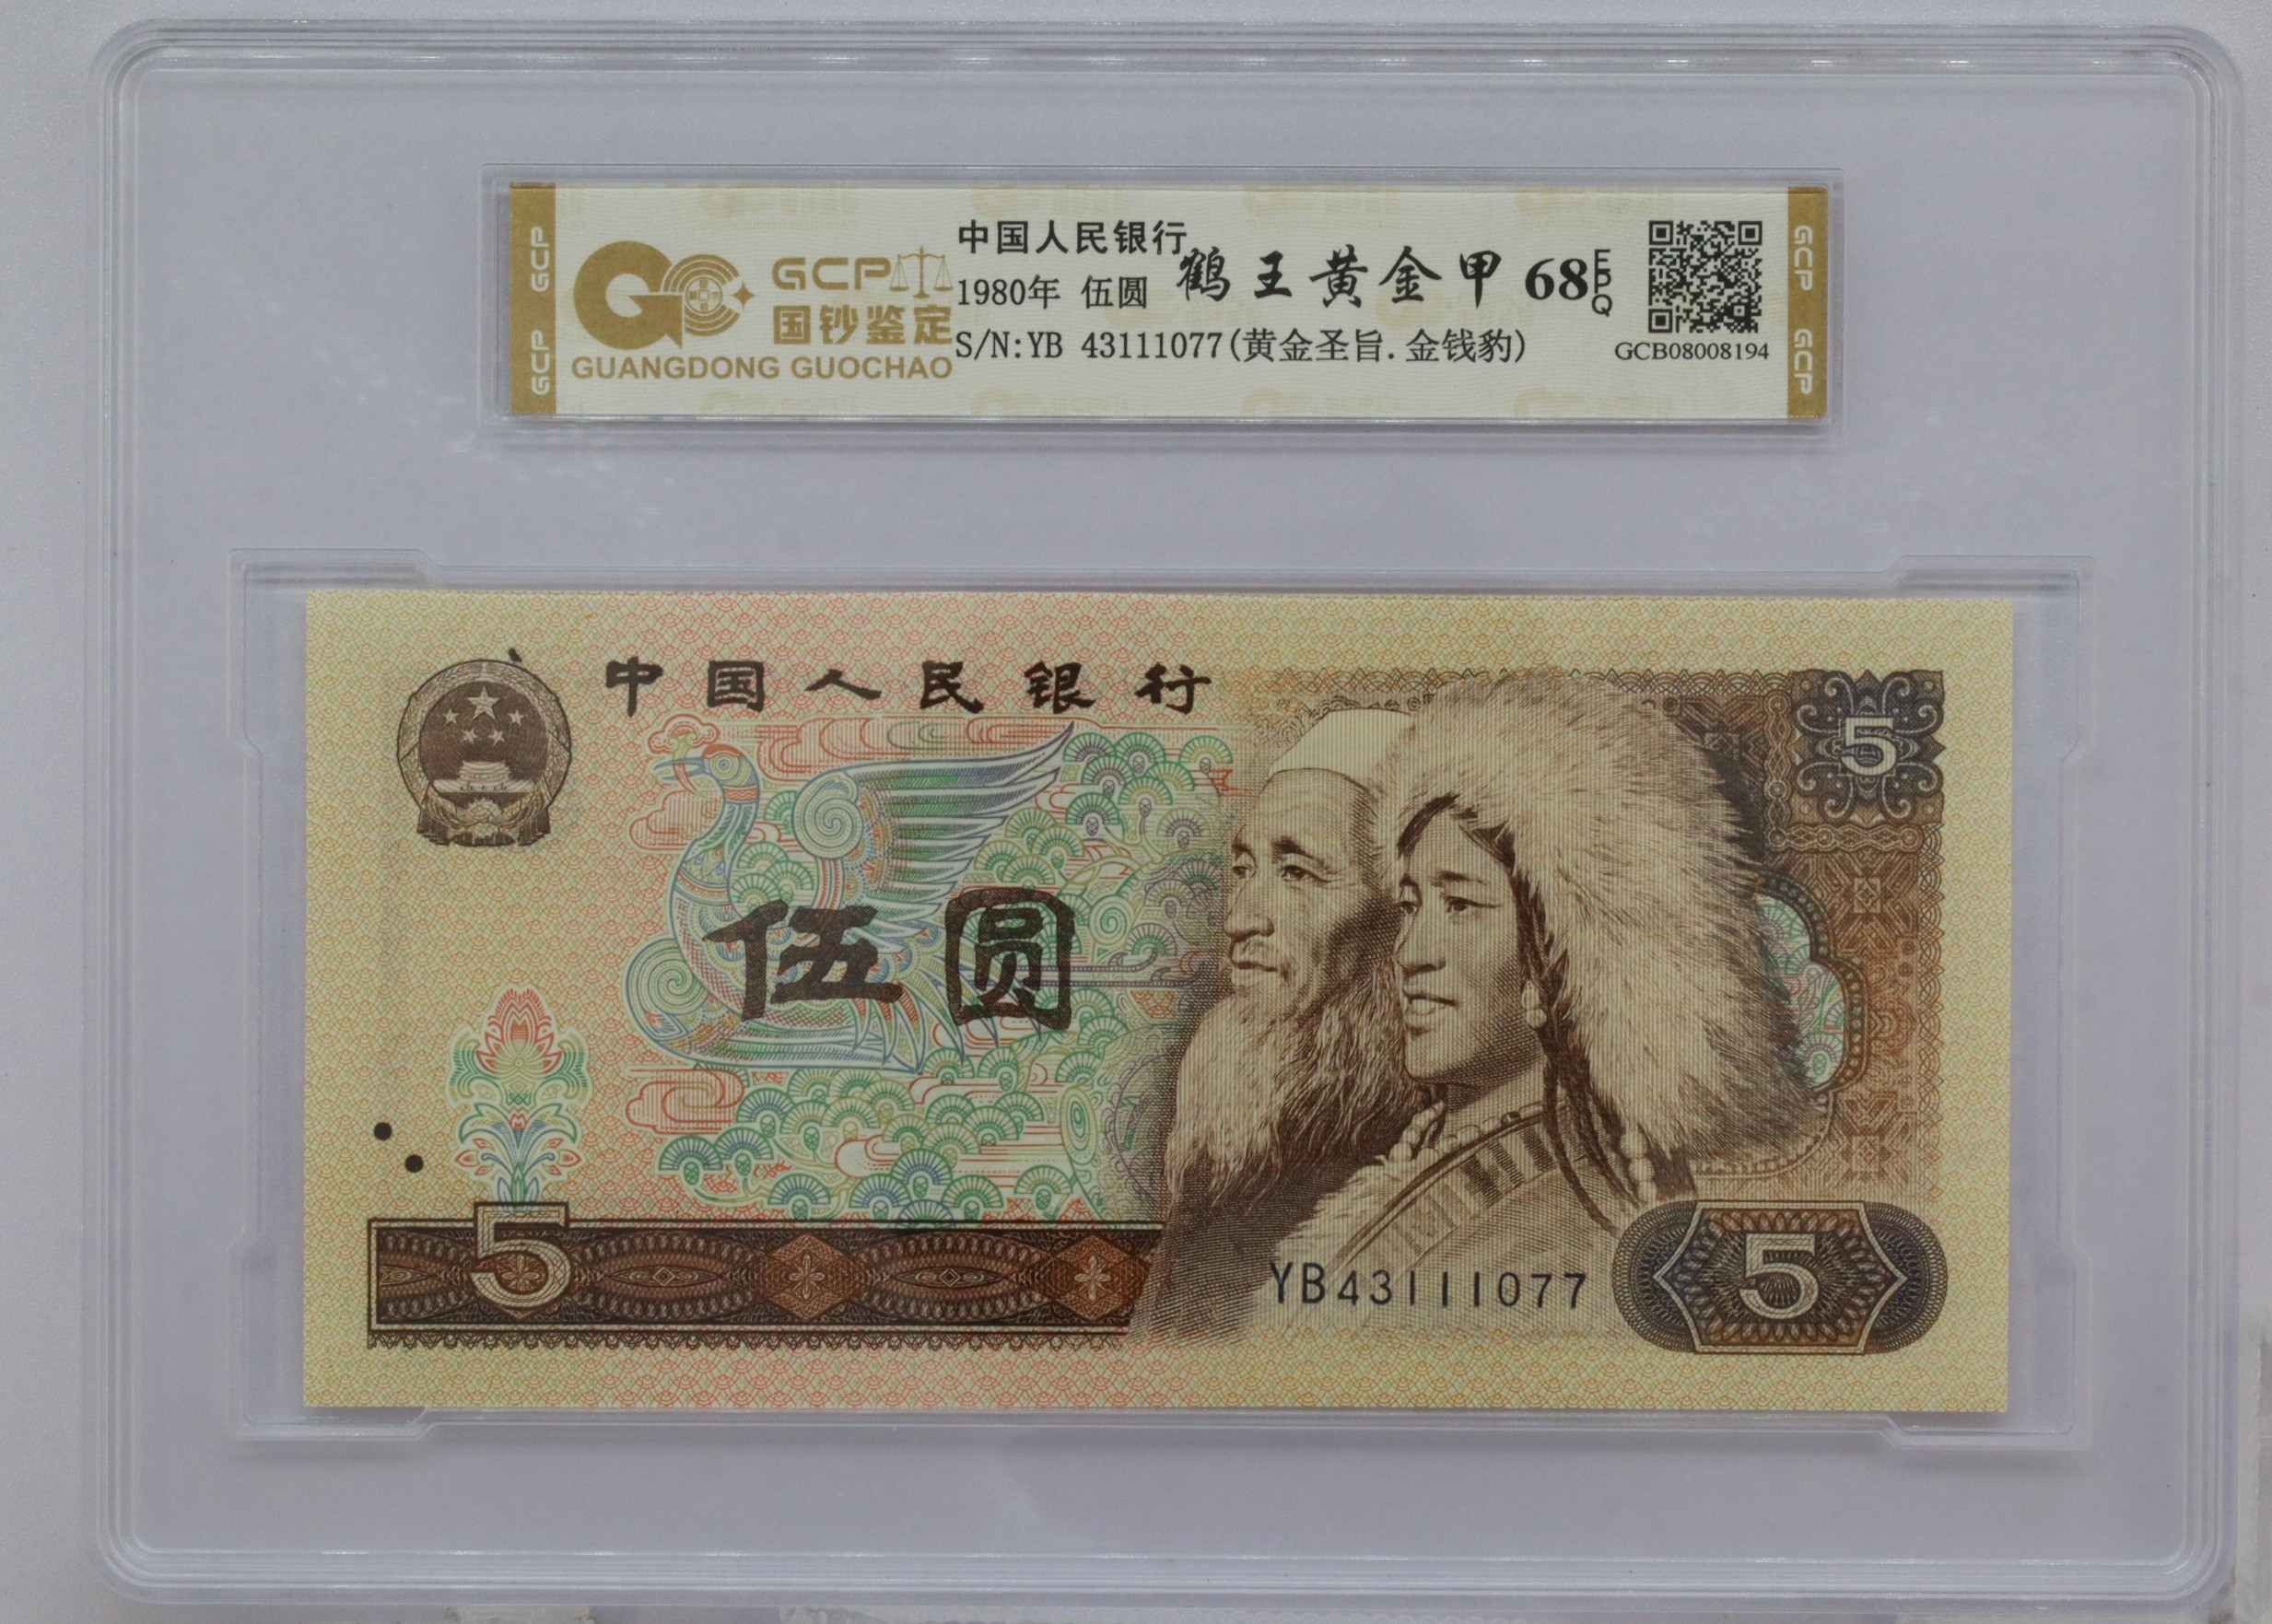 GCP GCP
GCP
国钞鉴定
GUANGDONG GUOCHAO
中国人民银行
1980年 伍圆
鹤王黄金甲 68 EPQ
S/N:YB 43111077(黄金圣旨.金钱豹)
GCB08008194
GCP GCP
中国人民银行
5
伍圆
5
YB43111077
5